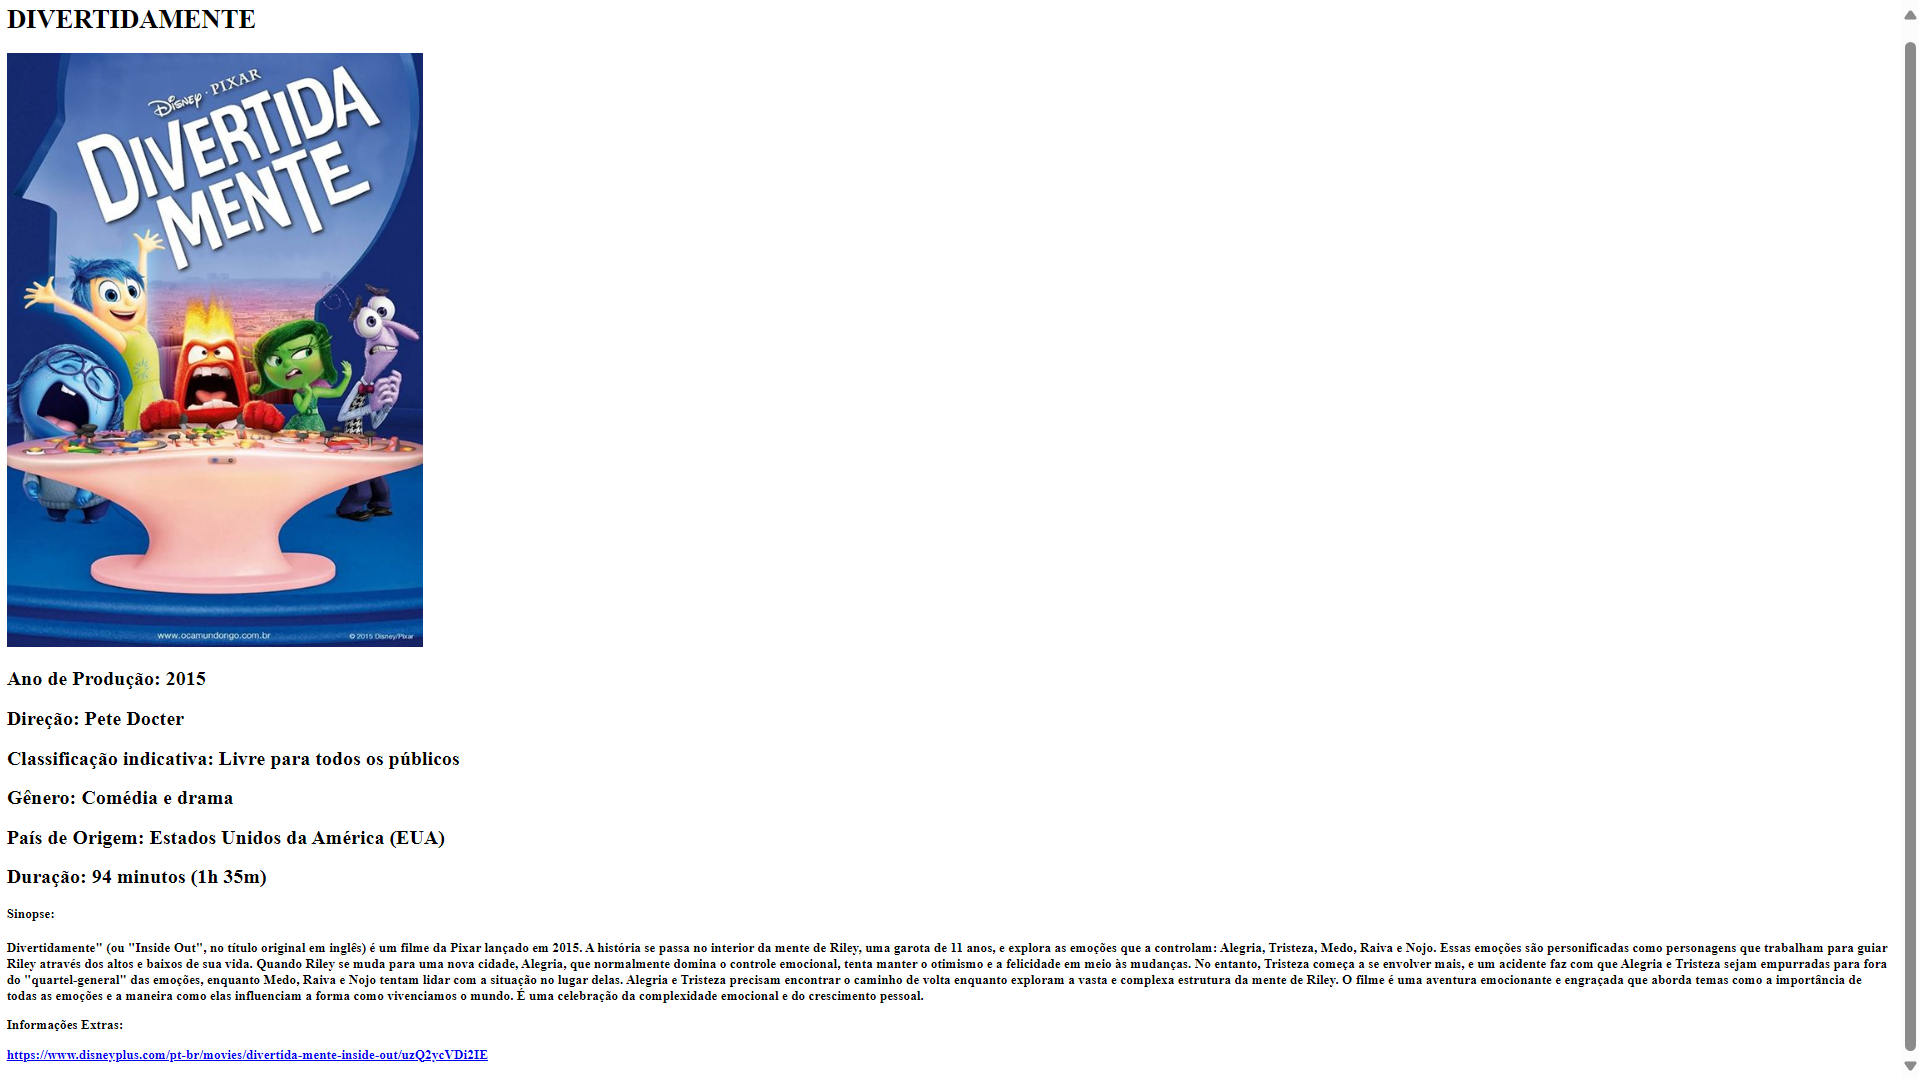 DIVERTIDAMENTE
Disney · PIXAR
DIVERTIDA
MENTE
www.ocamundongo.com.br
© 2015 Disney/Pixar
Ano de Produção: 2015
Direção: Pete Docter
Classificação indicativa: Livre para todos os públicos
Gênero: Comédia e drama
País de Origem: Estados Unidos da América (EUA)
Duração: 94 minutos (1h 35m)
Sinopse:
Divertidamente" (ou "Inside Out", no título original em inglês) é um filme da Pixar lançado em 2015. A história se passa no interior da mente de Riley, uma garota de 11 anos, e explora as emoções que a controlam: Alegria, Tristeza, Medo, Raiva e Nojo. Essas emoções são personificadas como personagens que trabalham para guiar
Riley através dos altos e baixos de sua vida. Quando Riley se muda para uma nova cidade, Alegria, que normalmente domina o controle emocional, tenta manter o otimismo e a felicidade em meio às mudanças. No entanto, Tristeza começa a se envolver mais, e um acidente faz com que Alegria e Tristeza sejam empurradas para fora
do "quartel-general" das emoções, enquanto Medo, Raiva e Nojo tentam lidar com a situação no lugar delas. Alegria e Tristeza precisam encontrar o caminho de volta enquanto exploram a vasta e complexa estrutura da mente de Riley. O filme é uma aventura emocionante e engraçada que aborda temas como a importância de
todas as emoções e a maneira como elas influenciam a forma como vivenciamos o mundo. É uma celebração da complexidade emocional e do crescimento pessoal.
Informações Extras:
https://www.disneyplus.com/pt-br/movies/divertida-mente-inside-out/uzQ2ycVDi2IE